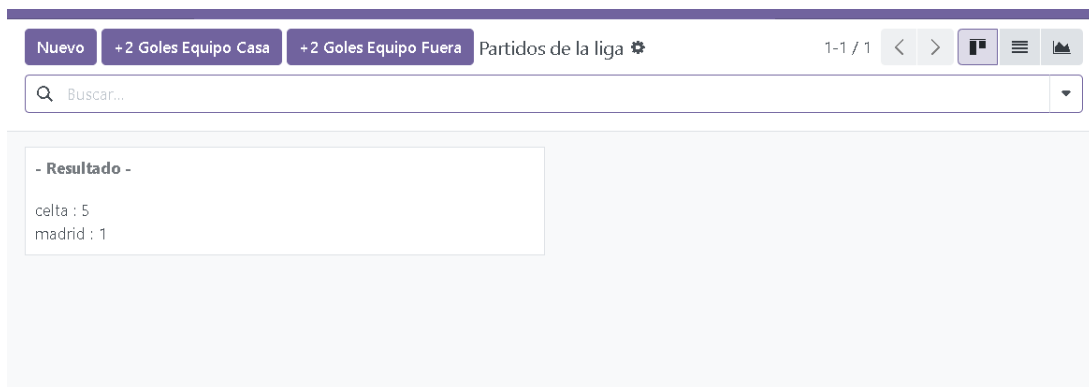 Nuevo +2 Goles Equipo Casa +2 Goles Equipo Fuera Partidos de la liga 1-1 / 1
Buscar...
- Resultado -
celta : 5
madrid : 1